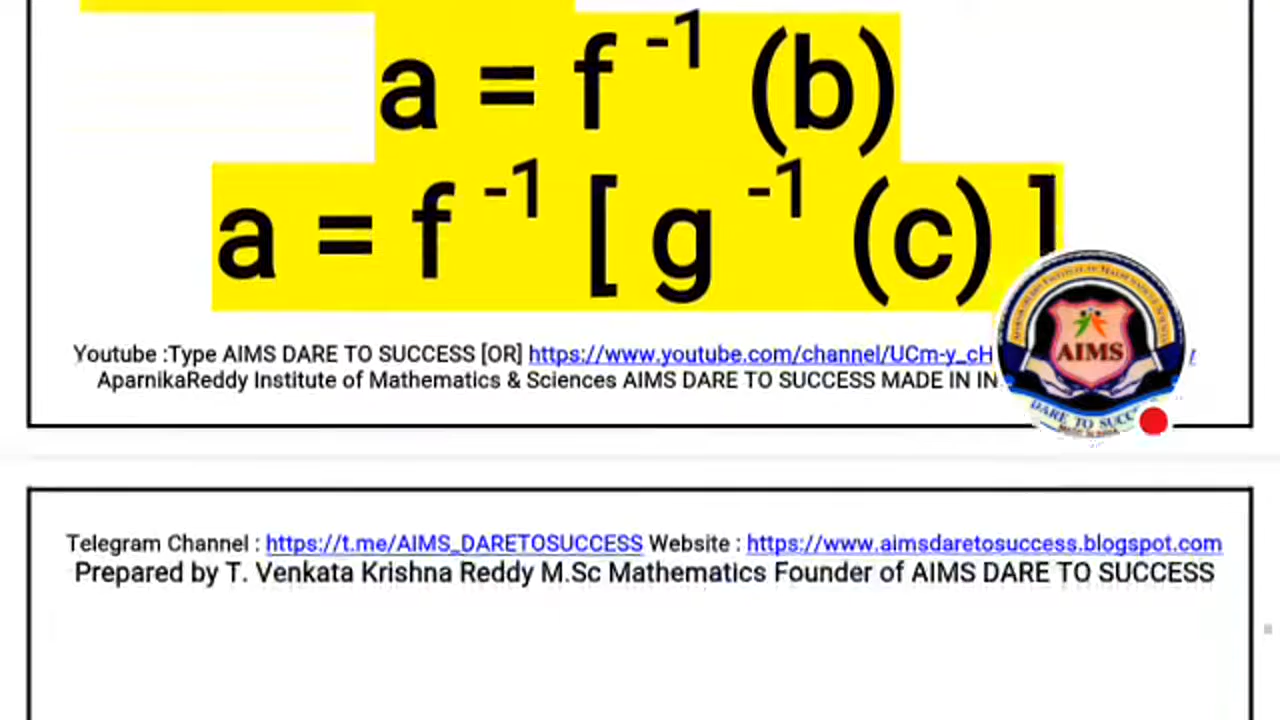 a = f -1 (b)
a = f -1 [ g -1 (c) ]
Youtube :Type AIMS DARE TO SUCCESS [OR] https://www.youtube.com/channel/UCm-y_cH
AparnikaReddy Institute of Mathematics & Sciences AIMS DARE TO SUCCESS MADE IN IN
AIMS
DARE TO SUCC
Telegram Channel : https://t.me/AIMS_DARETOSUCCESS Website : https://www.aimsdaretosuccess.blogspot.com
Prepared by T. Venkata Krishna Reddy M.Sc Mathematics Founder of AIMS DARE TO SUCCESS